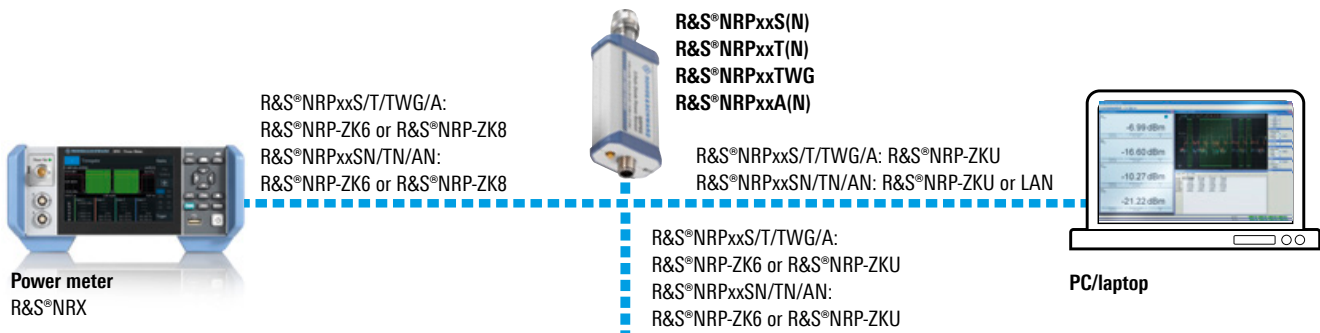 R&S®NRPxxS(N)
R&S®NRPxxT(N)
R&S®NRPxxTWG
R&S®NRPxxA(N)
R&S®NRPxxS/T/TWG/A:
R&S®NRP-ZK6 or R&S®NRP-ZK8
R&S®NRPxxSN/TN/AN:
R&S®NRP-ZK6 or R&S®NRP-ZK8
R&S®NRPxxS/T/TWG/A: R&S®NRP-ZKU
R&S®NRPxxSN/TN/AN: R&S®NRP-ZKU or LAN
-6.99 dBm
-16.60 dBm
-10.27 dBm
-21.22 dBm
R&S®NRPxxS/T/TWG/A:
R&S®NRP-ZK6 or R&S®NRP-ZKU
R&S®NRPxxSN/TN/AN:
R&S®NRP-ZK6 or R&S®NRP-ZKU
Power meter
R&S®NRX
PC/laptop